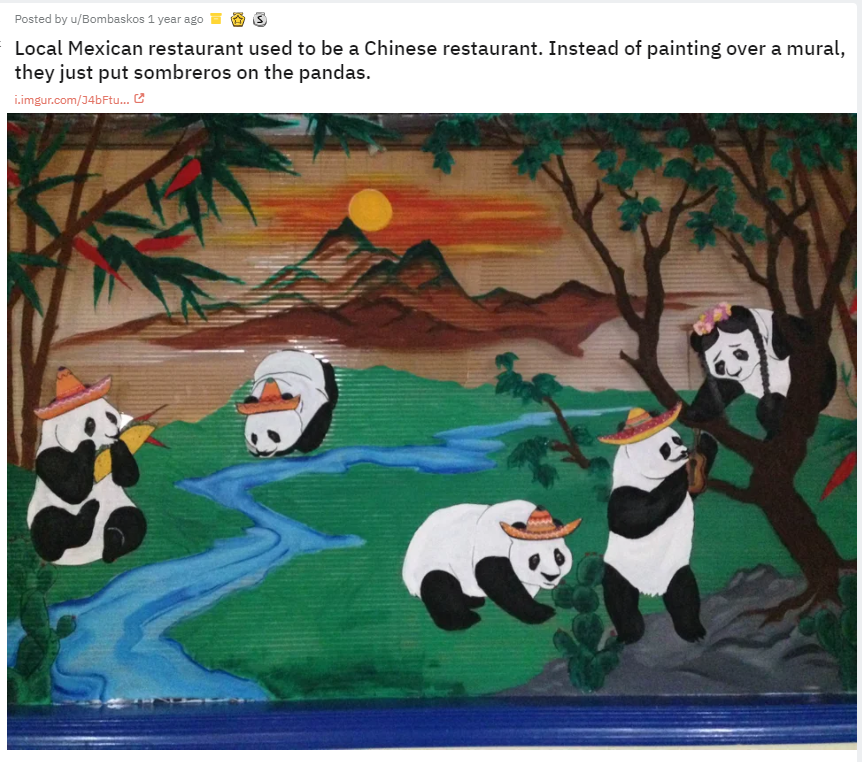 Posted by u/Bombaskos 1 year ago
Local Mexican restaurant used to be a Chinese restaurant. Instead of painting over a mural,
they just put sombreros on the pandas.
i.imgur.com/J4bFtu...